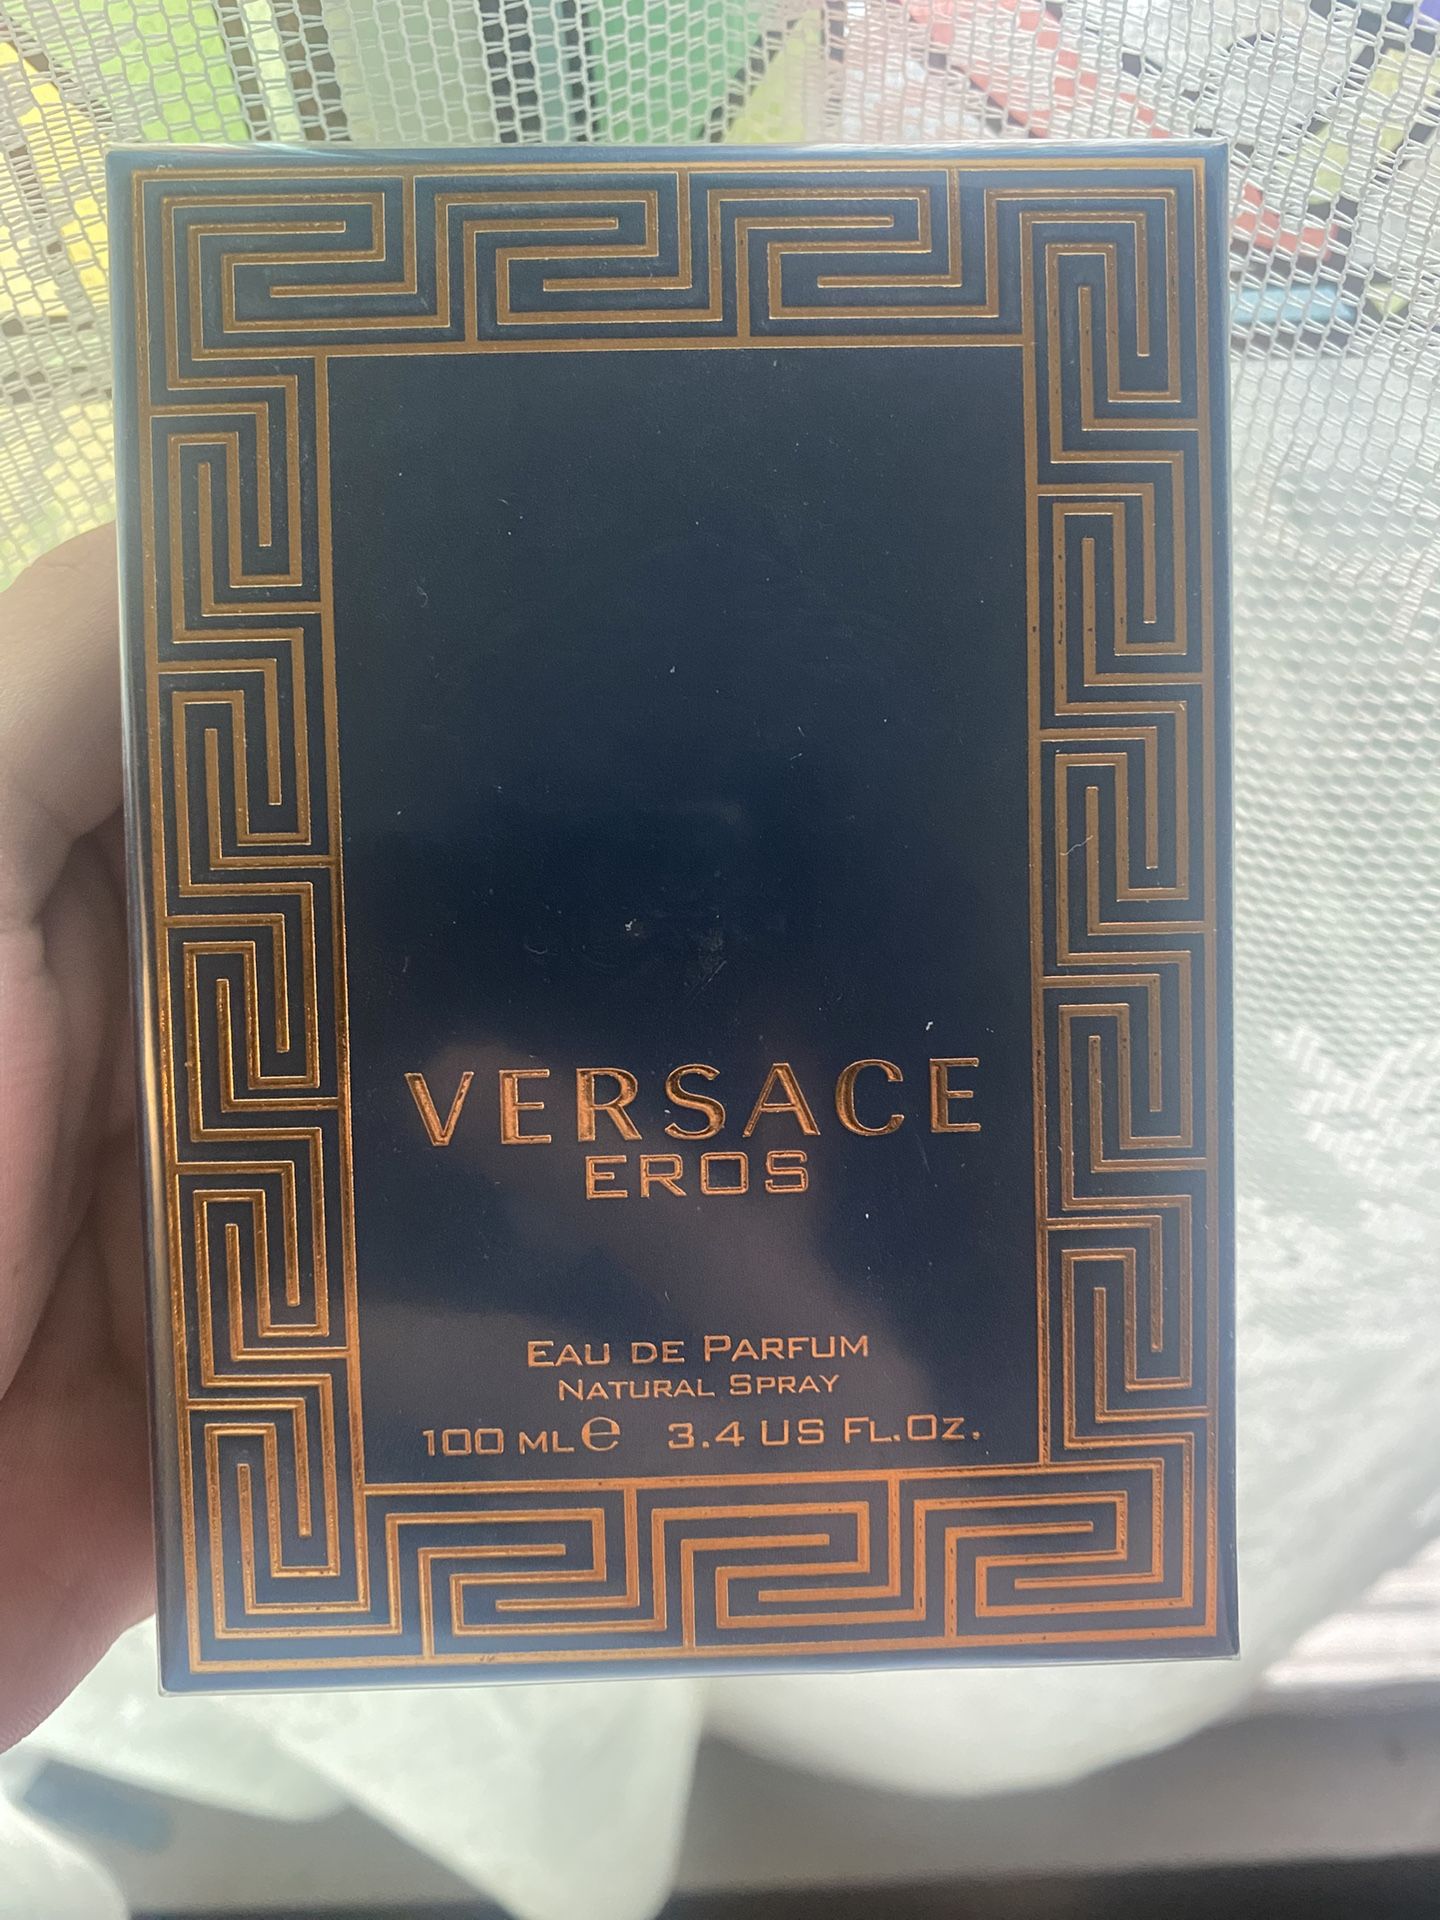 VERSACE
EROS
EAU DE PARFUM
NATURAL SPRAY
100 ML℮ 3.4 US FL.OZ.